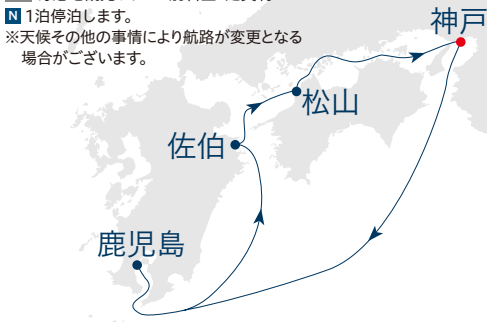 N 1泊停泊します。
※天候その他の事情により航路が変更となる
場合がございます。
神戸
松山
佐伯
鹿児島